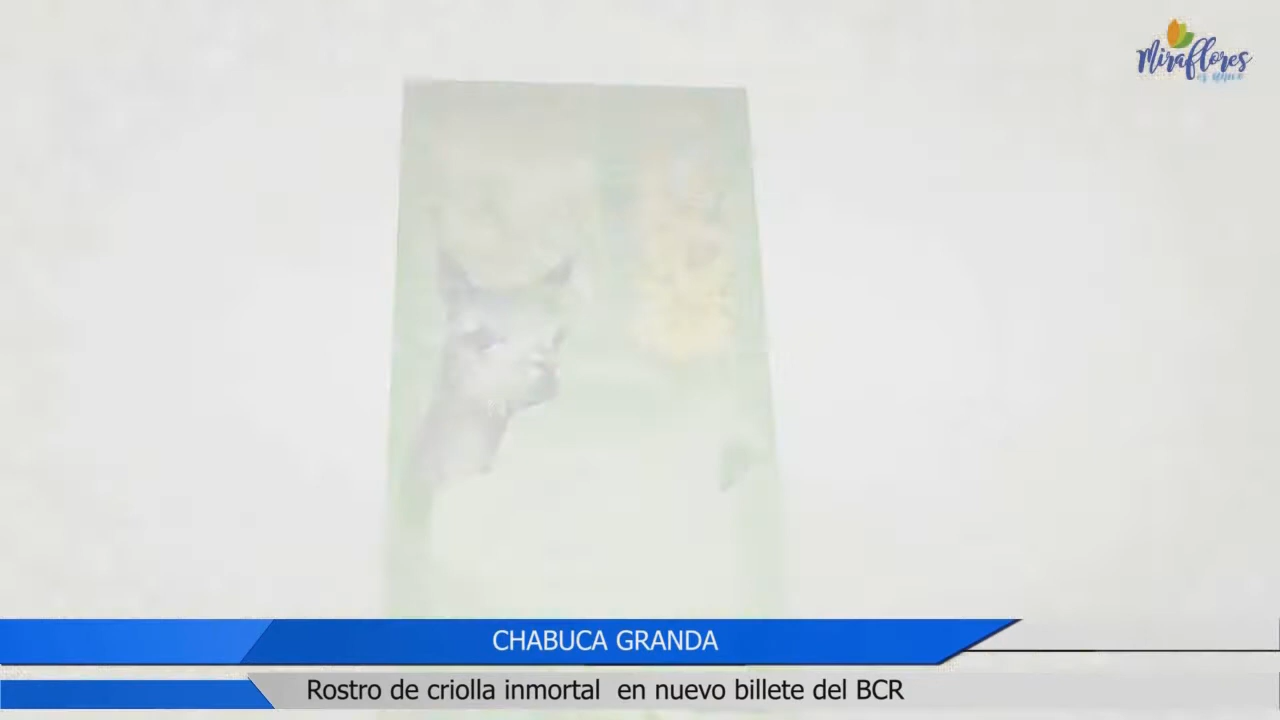 Miraflores
CHABUCA GRANDA
Rostro de criolla inmortal en nuevo billete del BCR